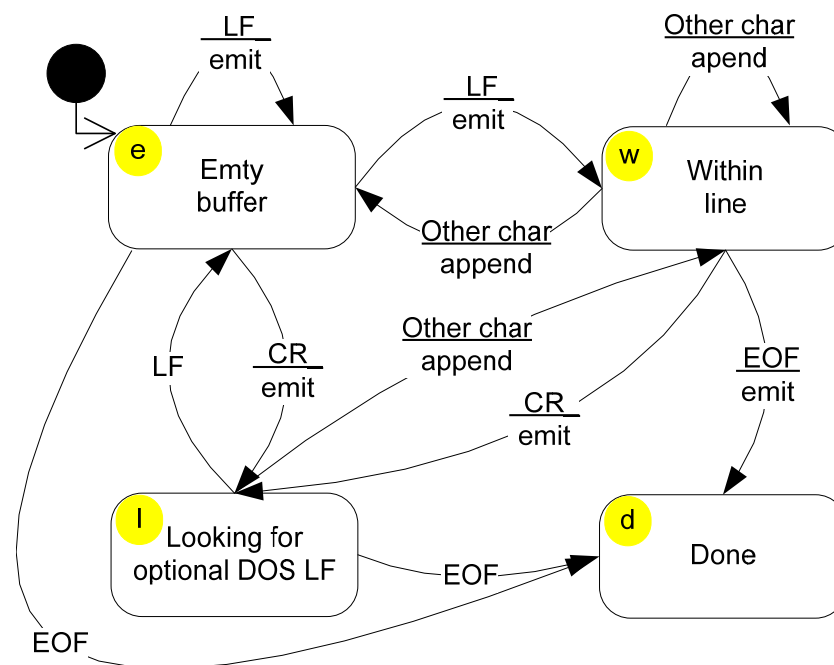 LF
emit
Other char
apend
LF
emit
e
Emty
buffer
w
Within
line
Other char
append
Other char
append
LF
CR
emit
EOF
emit
CR
emit
l
Looking for
optional DOS LF
d
Done
EOF
EOF